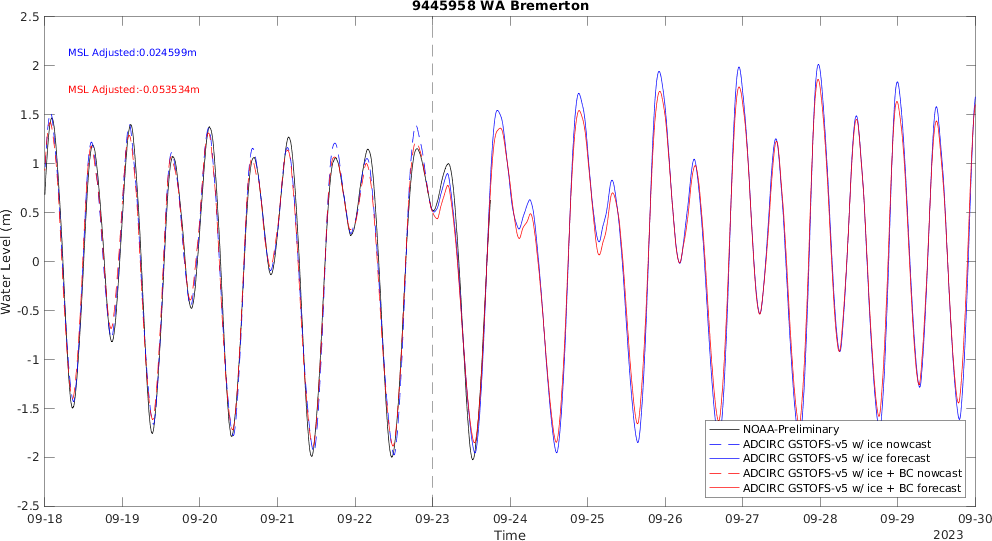 9445958 WA Bremerton
MSL Adjusted:0.024599m
MSL Adjusted:-0.053534m
Water Level (m)
2.5
2
1.5
1
0.5
0
-0.5
-1
-1.5
-2
-2.5
NOAA-Preliminary
ADCIRC GSTOFS-v5 w/ ice nowcast
ADCIRC GSTOFS-v5 w/ ice forecast
ADCIRC GSTOFS-v5 w/ ice + BC nowcast
ADCIRC GSTOFS-v5 w/ ice + BC forecast
09-18 09-19 09-20 09-21 09-22 09-23 09-24 09-25 09-26 09-27 09-28 09-29 09-30
Time
2023